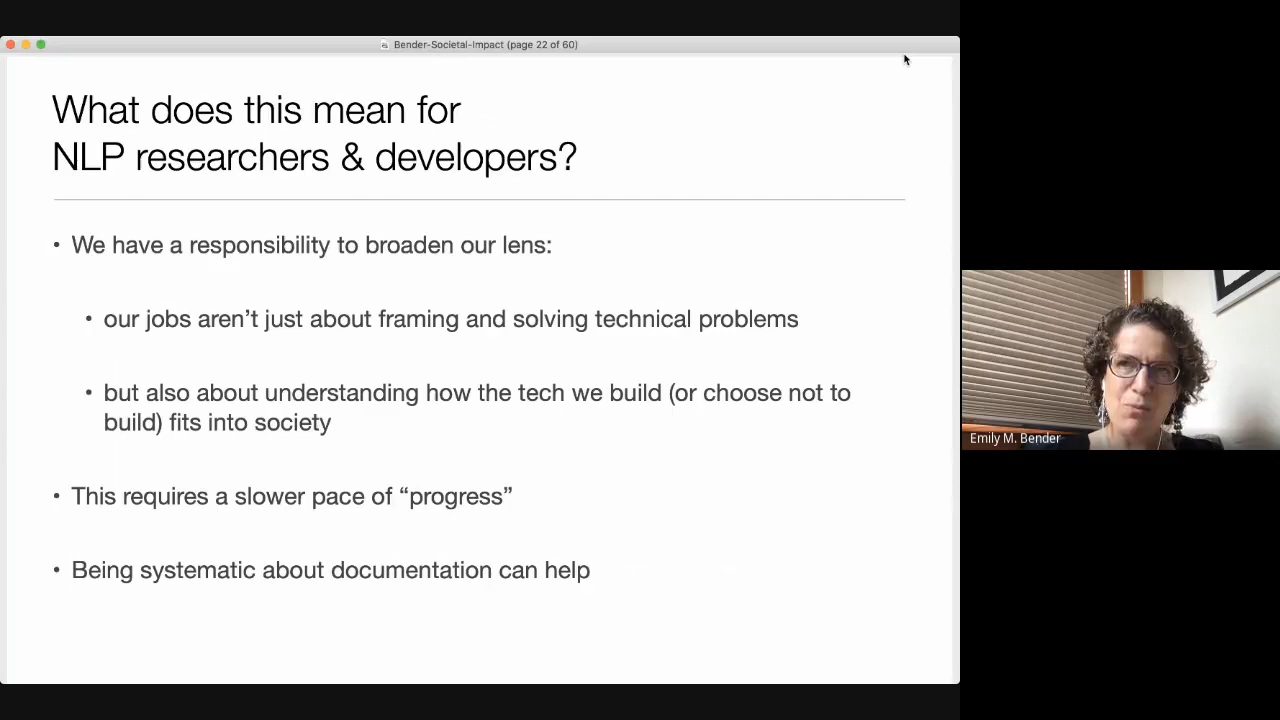 Bender-Societal-Impact (page 22 of 60)
What does this mean for
NLP researchers & developers?
• We have a responsibility to broaden our lens:
• our jobs aren’t just about framing and solving technical problems
• but also about understanding how the tech we build (or choose not to
build) fits into society
• This requires a slower pace of “progress”
• Being systematic about documentation can help
Emily M. Bender